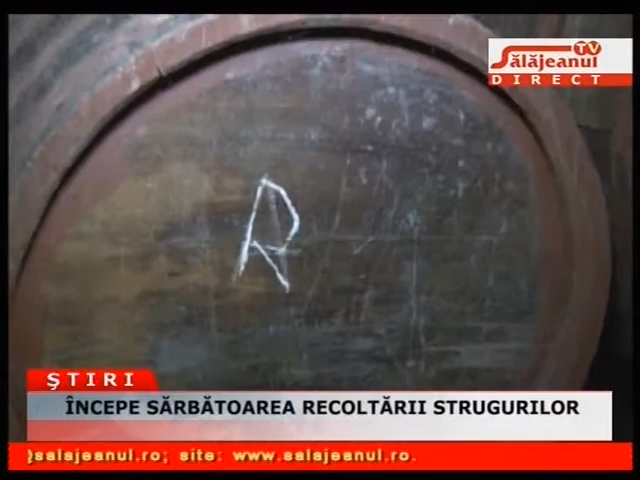 Sălăjeanul TV
DIRECT
R
ŞTIRI
ÎNCEPE SĂRBĂTOAREA RECOLTĂRII STRUGURILOR
salajeanul.ro; site: www.salajeanul.ro.